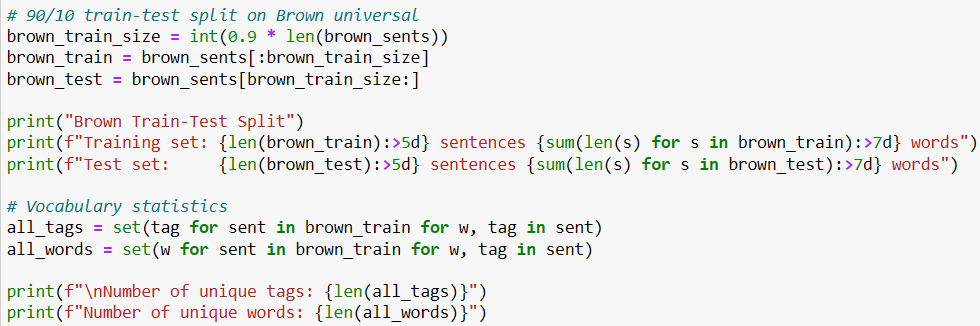 # 90/10 train-test split on Brown universal
brown_train_size = int(0.9 * len(brown_sents))
brown_train = brown_sents[:brown_train_size]
brown_test = brown_sents[brown_train_size:]

print("Brown Train-Test Split")
print(f"Training set: {len(brown_train):>5d} sentences {sum(len(s) for s in brown_train):>7d} words")
print(f"Test set:     {len(brown_test):>5d} sentences {sum(len(s) for s in brown_test):>7d} words")

# Vocabulary statistics
all_tags = set(tag for sent in brown_train for w, tag in sent)
all_words = set(w for sent in brown_train for w, tag in sent)

print(f"\nNumber of unique tags: {len(all_tags)}")
print(f"Number of unique words: {len(all_words)}")